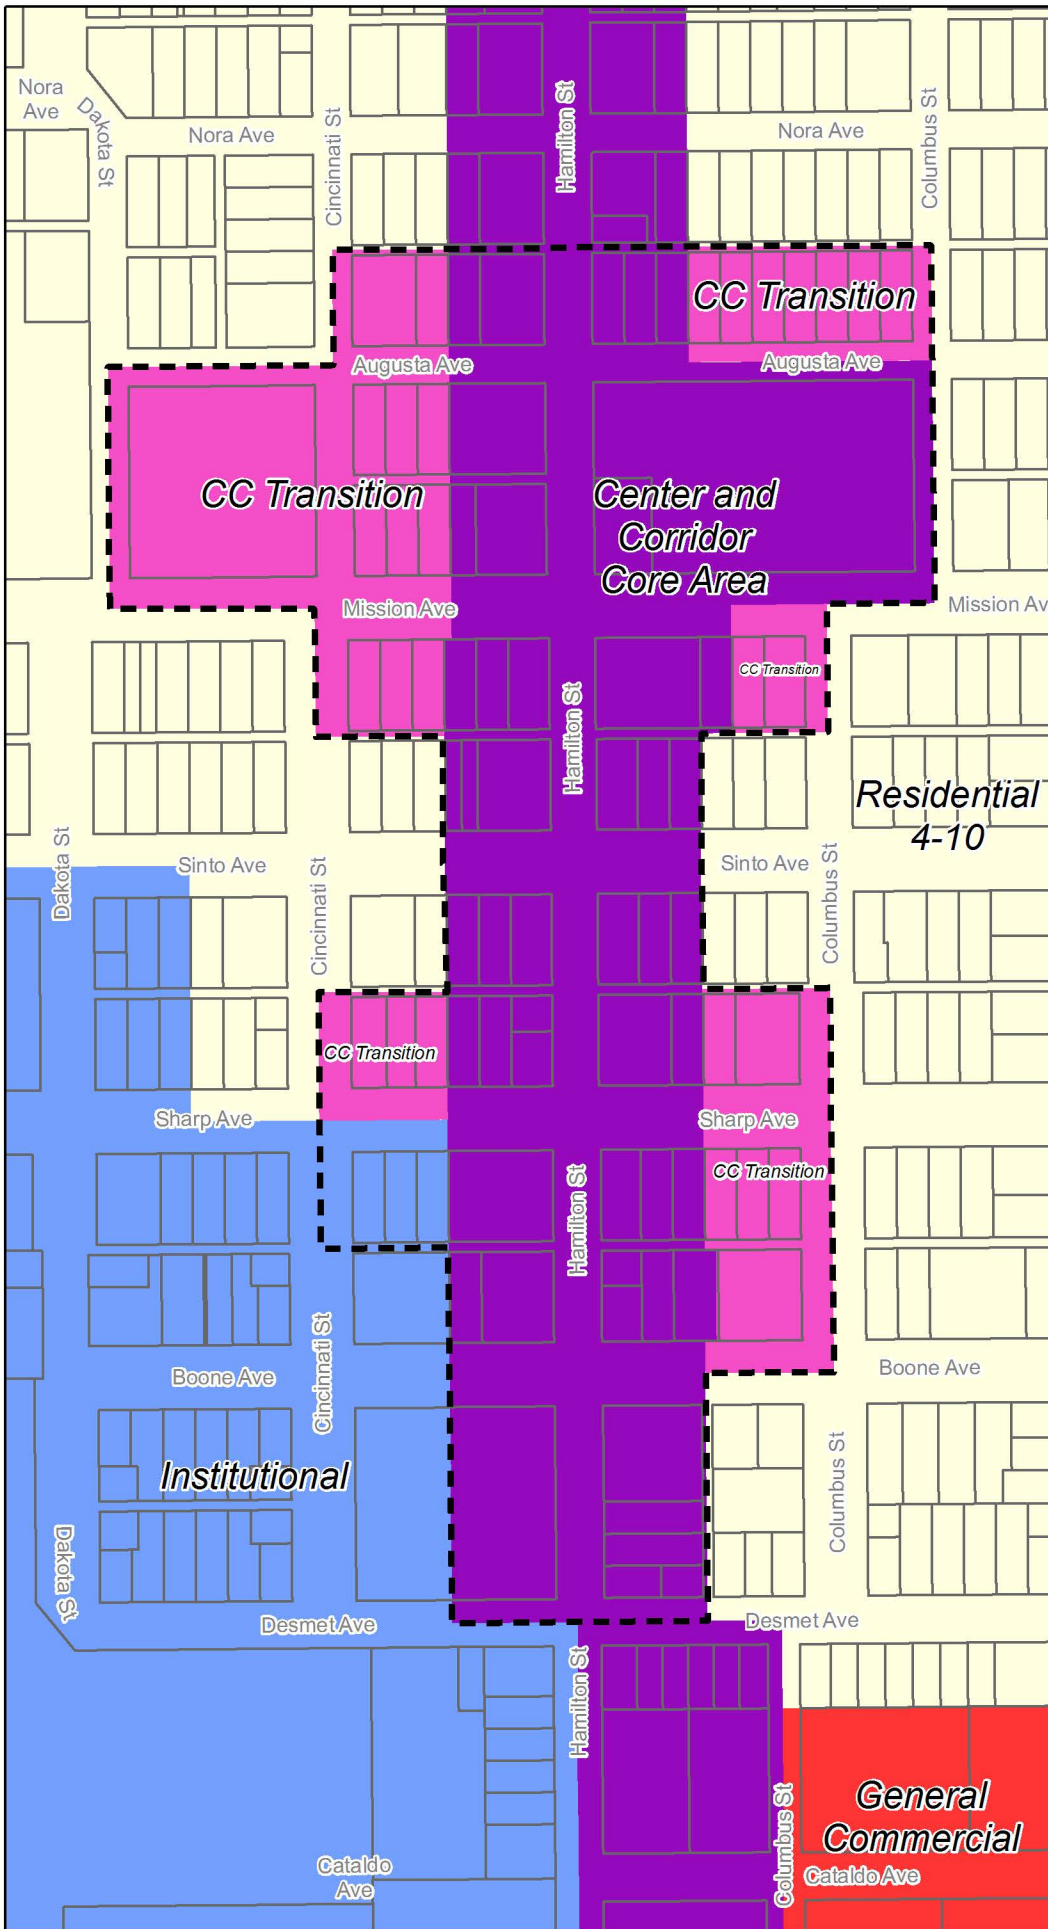 Nora
Ave
Dakota St
Nora Ave
Cincinnati St
Hamilton St
Nora Ave
Columbus St
CC Transition
Augusta Ave
Augusta Ave
CC Transition
Center and
Corridor
Core Area
Mission Ave
Mission Av
CC Transition
Hamilton St
Residential
4-10
Dakota St
Sinto Ave
Cincinnati St
Sinto Ave
Columbus St
CC Transition
Sharp Ave
Sharp Ave
CC Transition
Hamilton St
Cincinnati St
Boone Ave
Boone Ave
Institutional
Columbus St
Dakota St
Desmet Ave
Desmet Ave
Hamilton St
General
Commercial
Columbus St
Cataldo
Ave
Cataldo Ave